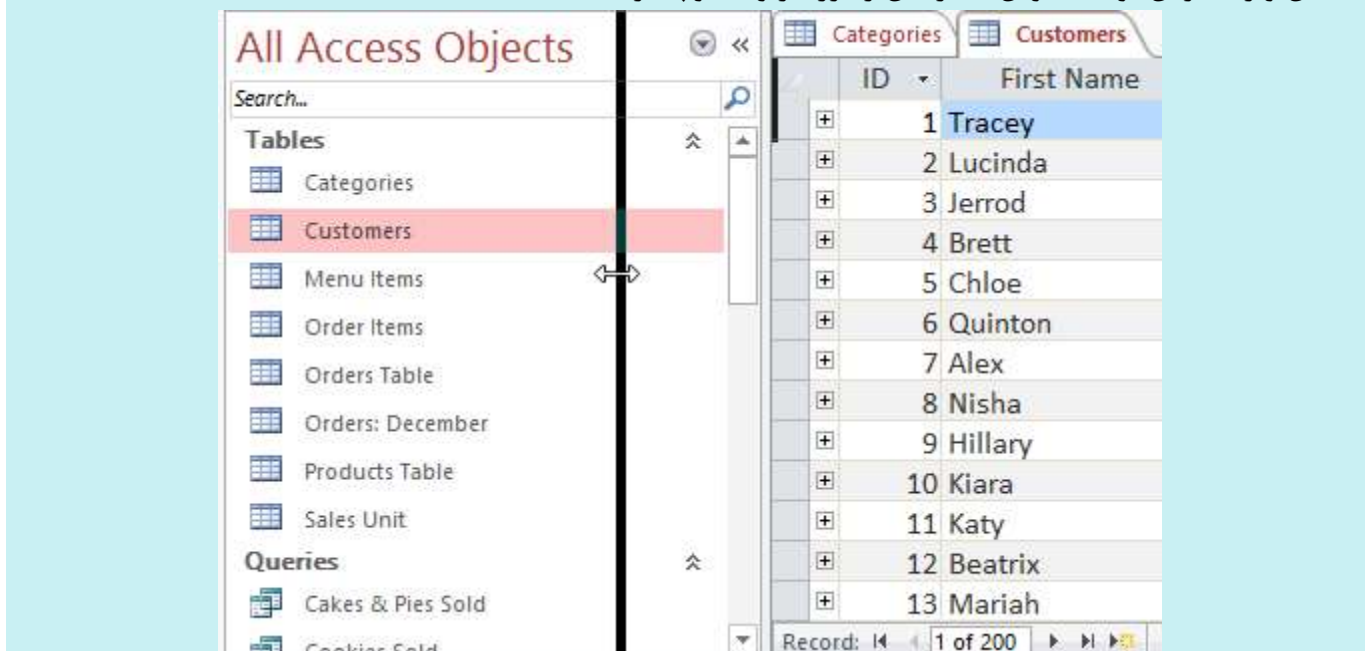 All Access Objects
Search...
Tables
Categories
Customers
Menu Items
Order Items
Orders Table
Orders: December
Products Table
Sales Unit
Queries
Cakes & Pies Sold
Cookies Sold
Categories Customers
ID First Name
1 Tracey
2 Lucinda
3 Jerrod
4 Brett
5 Chloe
6 Quinton
7 Alex
8 Nisha
9 Hillary
10 Kiara
11 Katy
12 Beatrix
13 Mariah
Record: 1 of 200